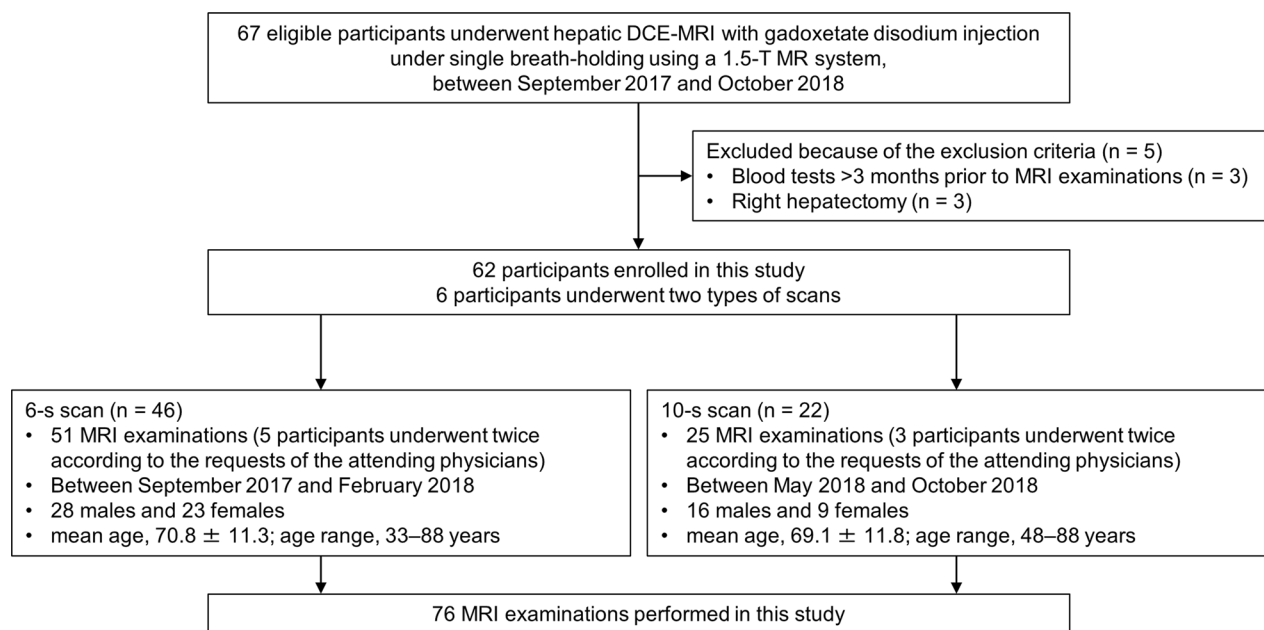 67 eligible participants underwent hepatic DCE-MRI with gadoxetate disodium injection
under single breath-holding using a 1.5-T MR system,
between September 2017 and October 2018
Excluded because of the exclusion criteria (n = 5)
• Blood tests >3 months prior to MRI examinations (n = 3)
• Right hepatectomy (n = 3)
62 participants enrolled in this study
6 participants underwent two types of scans
6-s scan (n = 46)
• 51 MRI examinations (5 participants underwent twice
according to the requests of the attending physicians)
• Between September 2017 and February 2018
• 28 males and 23 females
• mean age, 70.8 ± 11.3; age range, 33–88 years
10-s scan (n = 22)
• 25 MRI examinations (3 participants underwent twice
according to the requests of the attending physicians)
• Between May 2018 and October 2018
• 16 males and 9 females
• mean age, 69.1 ± 11.8; age range, 48–88 years
76 MRI examinations performed in this study